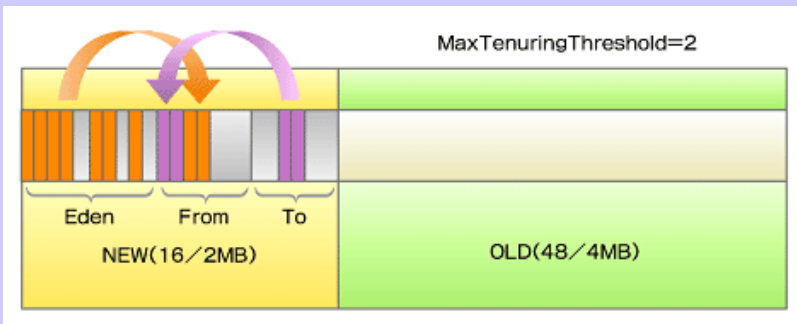 MaxTenuringThreshold=2
Eden From To
NEW(16／2MB) OLD(48／4MB)